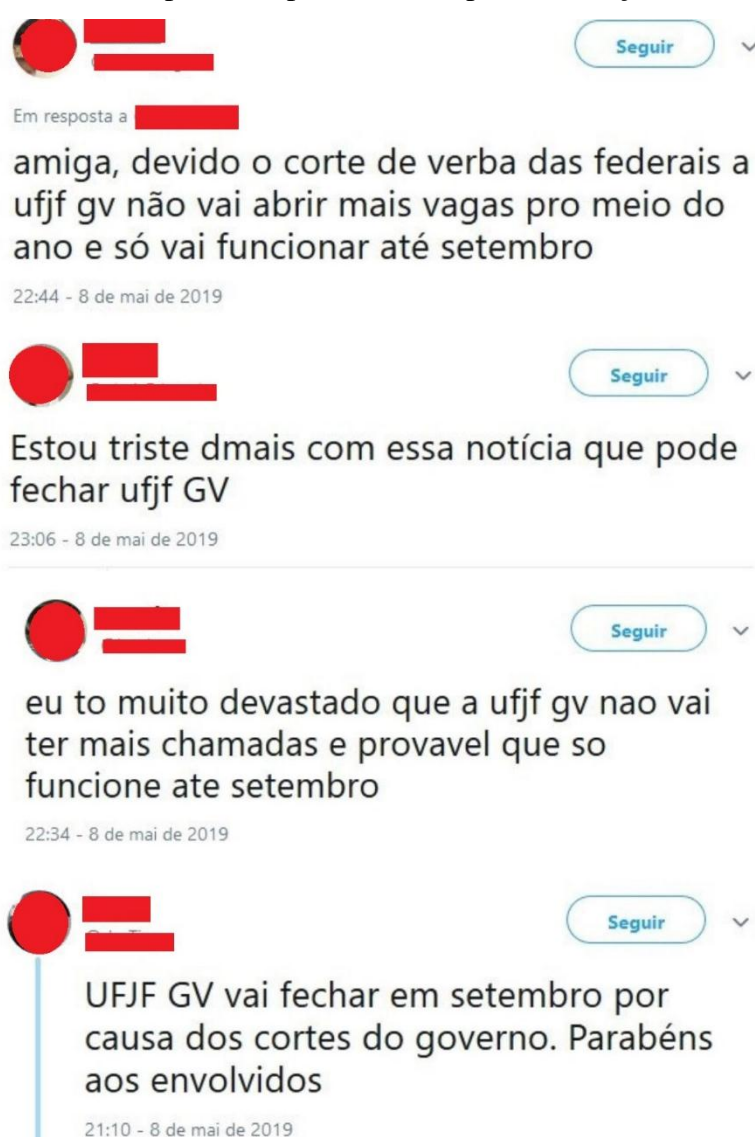 Seguir
Em resposta a
amiga, devido o corte de verba das federais a
ufjf gv não vai abrir mais vagas pro meio do
ano e só vai funcionar até setembro
22:44 - 8 de mai de 2019
Seguir
Estou triste dmais com essa notícia que pode
fechar ufjf GV
23:06 - 8 de mai de 2019
Seguir
eu to muito devastado que a ufjf gv nao vai
ter mais chamadas e provavel que so
funcione ate setembro
22:34 - 8 de mai de 2019
Seguir
UFJF GV vai fechar em setembro por
causa dos cortes do governo. Parabéns
aos envolvidos
21:10 - 8 de mai de 2019